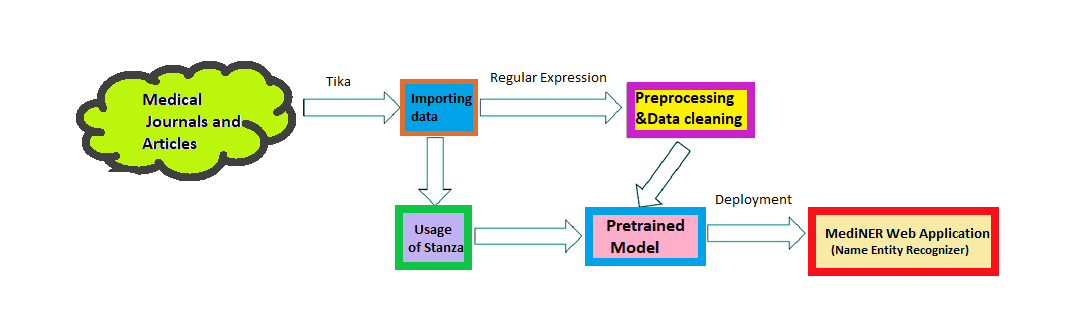 Tika
Regular Expression
Medical
Journals and
Articles
Importing
data
Preprocessing
&Data cleaning
Deployment
Usage
of Stanza
Pretrained
Model
MediNER Web Application
(Name Entity Recognizer)